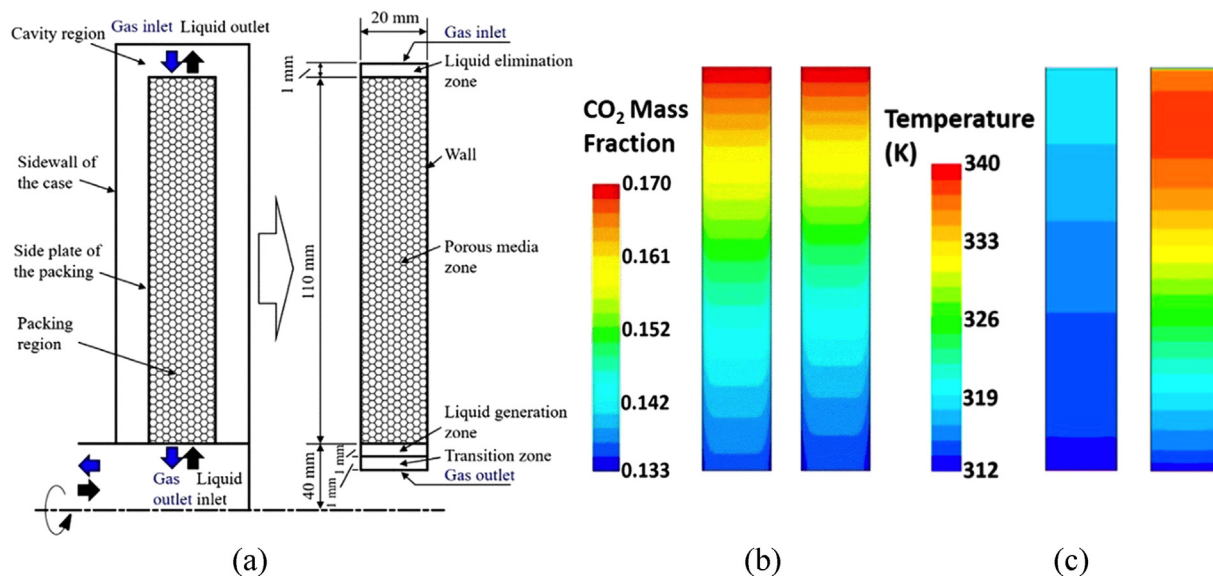 Gas inlet Liquid outlet
Cavity region
Sidewall of
the case
Side plate of
the packing
Packing
region
Gas
outlet
Liquid
inlet
20 mm
Gas inlet
Liquid elimination
zone
1 mm
Wall
110 mm
Porous media
zone
Liquid generation
zone
Transition zone
Gas outlet
1 mm
1 mm
40 mm
(a)
CO₂ Mass
Fraction
0.170
0.161
0.152
0.142
0.133
(b)
Temperature
(K)
340
333
326
319
312
(c)